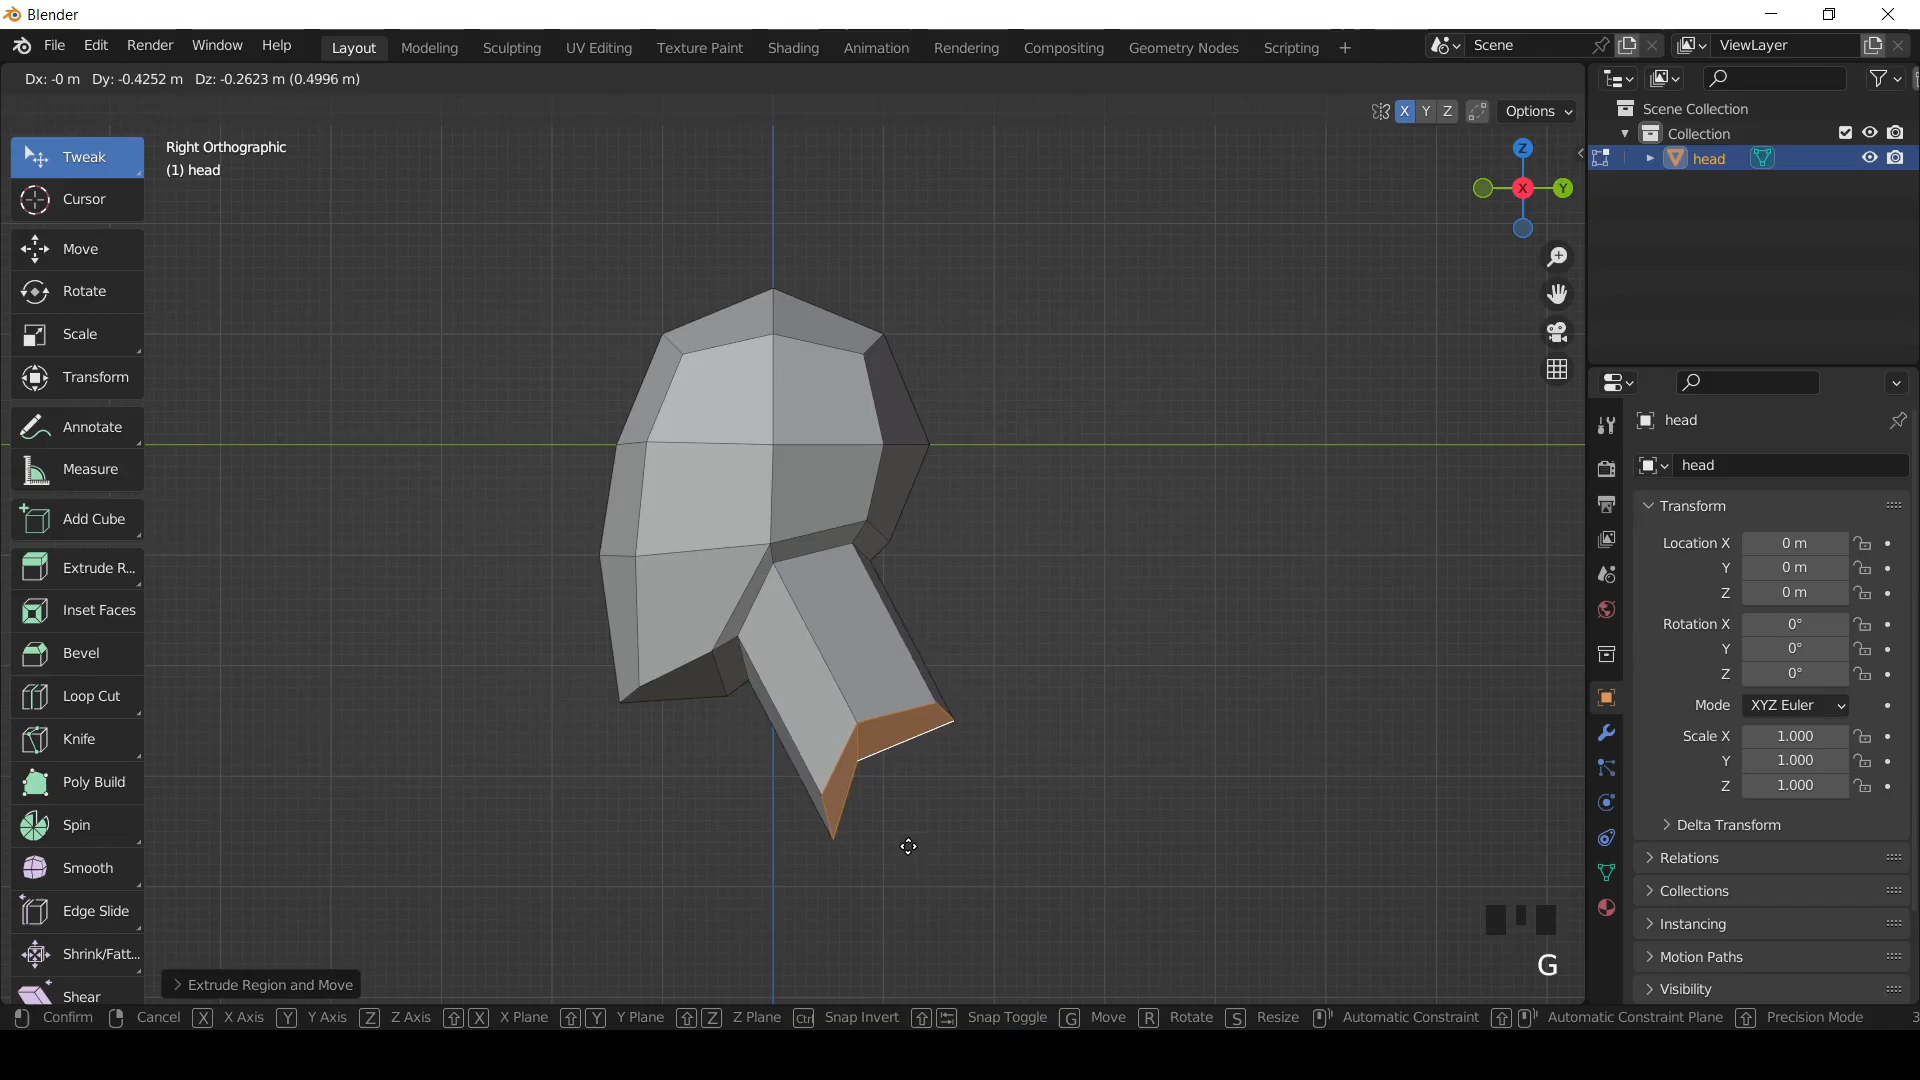 Blender
File Edit Render Window Help Layout Modeling Sculpting UV Editing Texture Paint Shading Animation Rendering Compositing Geometry Nodes Scripting + Scene ViewLayer
Dx: -0 m Dy: -0.4252 m Dz: -0.2623 m (0.4996 m)
X Y Z Options
Right Orthographic
(1) head
Z
X
Y
Tweak
Cursor
Move
Rotate
Scale
Transform
Annotate
Measure
Add Cube
Extrude R...
Inset Faces
Bevel
Loop Cut
Knife
Poly Build
Spin
Smooth
Edge Slide
Shrink/Fatt...
Shear
Extrude Region and Move
G
Scene Collection
Collection
head
head
head
Transform
Location X 0 m
Y 0 m
Z 0 m
Rotation X 0°
Y 0°
Z 0°
Mode XYZ Euler
Scale X 1.000
Y 1.000
Z 1.000
Delta Transform
Relations
Collections
Instancing
Motion Paths
Visibility
Confirm Cancel X X Axis Y Y Axis Z Z Axis X X Plane Y Y Plane Z Z Plane Ctrl Snap Invert Snap Toggle G Move R Rotate S Resize Automatic Constraint Automatic Constraint Plane Precision Mode 3